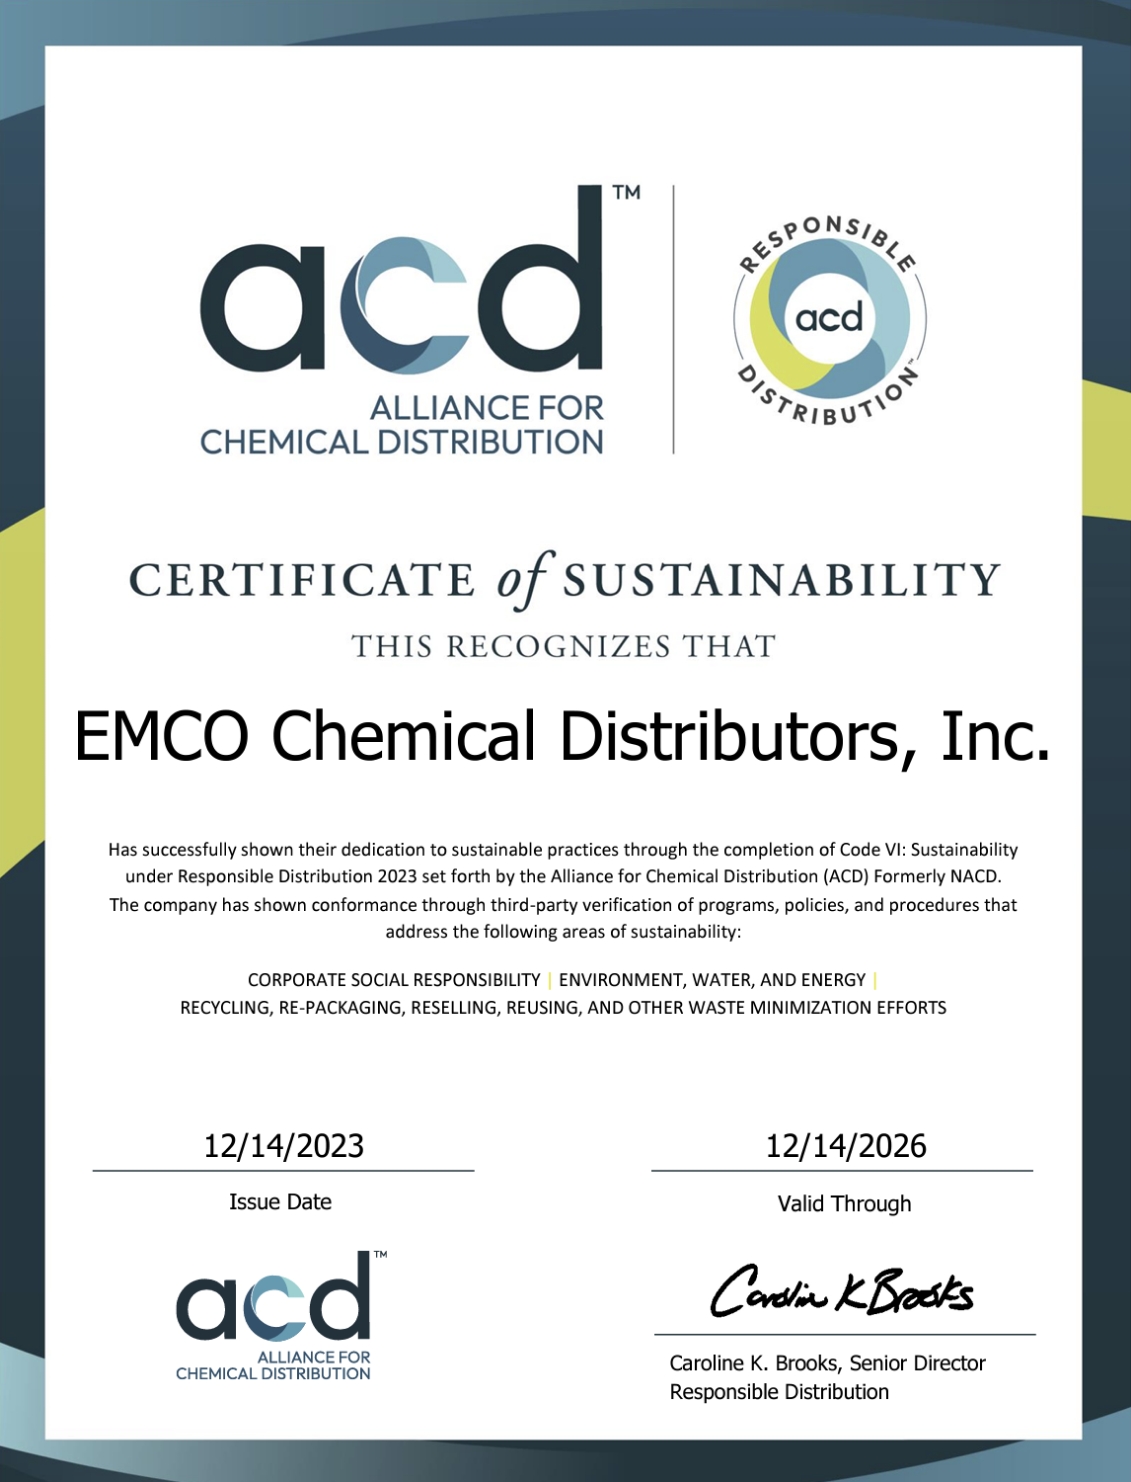 acd™
ALLIANCE FOR
CHEMICAL DISTRIBUTION
RESPONSIBLE
acd
DISTRIBUTION™
CERTIFICATE of SUSTAINABILITY
THIS RECOGNIZES THAT
EMCO Chemical Distributors, Inc.
Has successfully shown their dedication to sustainable practices through the completion of Code VI: Sustainability
under Responsible Distribution 2023 set forth by the Alliance for Chemical Distribution (ACD) Formerly NACD.
The company has shown conformance through third-party verification of programs, policies, and procedures that
address the following areas of sustainability:
CORPORATE SOCIAL RESPONSIBILITY | ENVIRONMENT, WATER, AND ENERGY |
RECYCLING, RE-PACKAGING, RESELLING, REUSING, AND OTHER WASTE MINIMIZATION EFFORTS
12/14/2023
Issue Date
12/14/2026
Valid Through
acd™
ALLIANCE FOR
CHEMICAL DISTRIBUTION
Caroline K Brooks
Caroline K. Brooks, Senior Director
Responsible Distribution